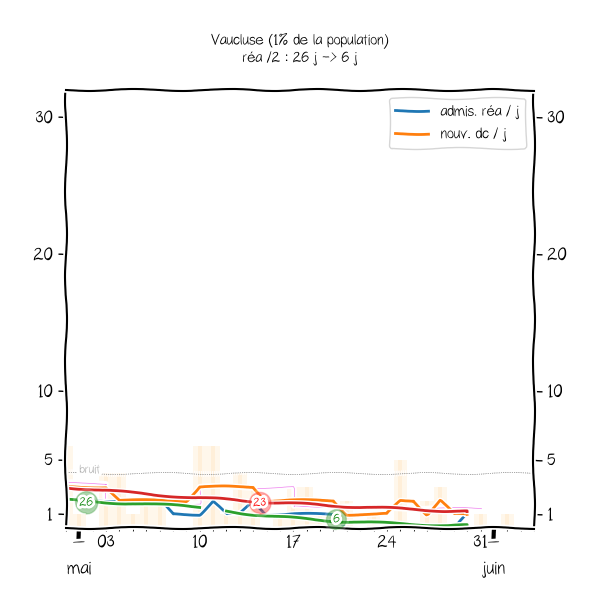 Vaucluse (1% de la population)
réa /2 : 26 j -> 6 j
admis. réa / j
nouv. dc / j
30
30
20
20
10
10
5
5
bruit
26
23
6
1
1
03
10
17
24
31
mai
juin